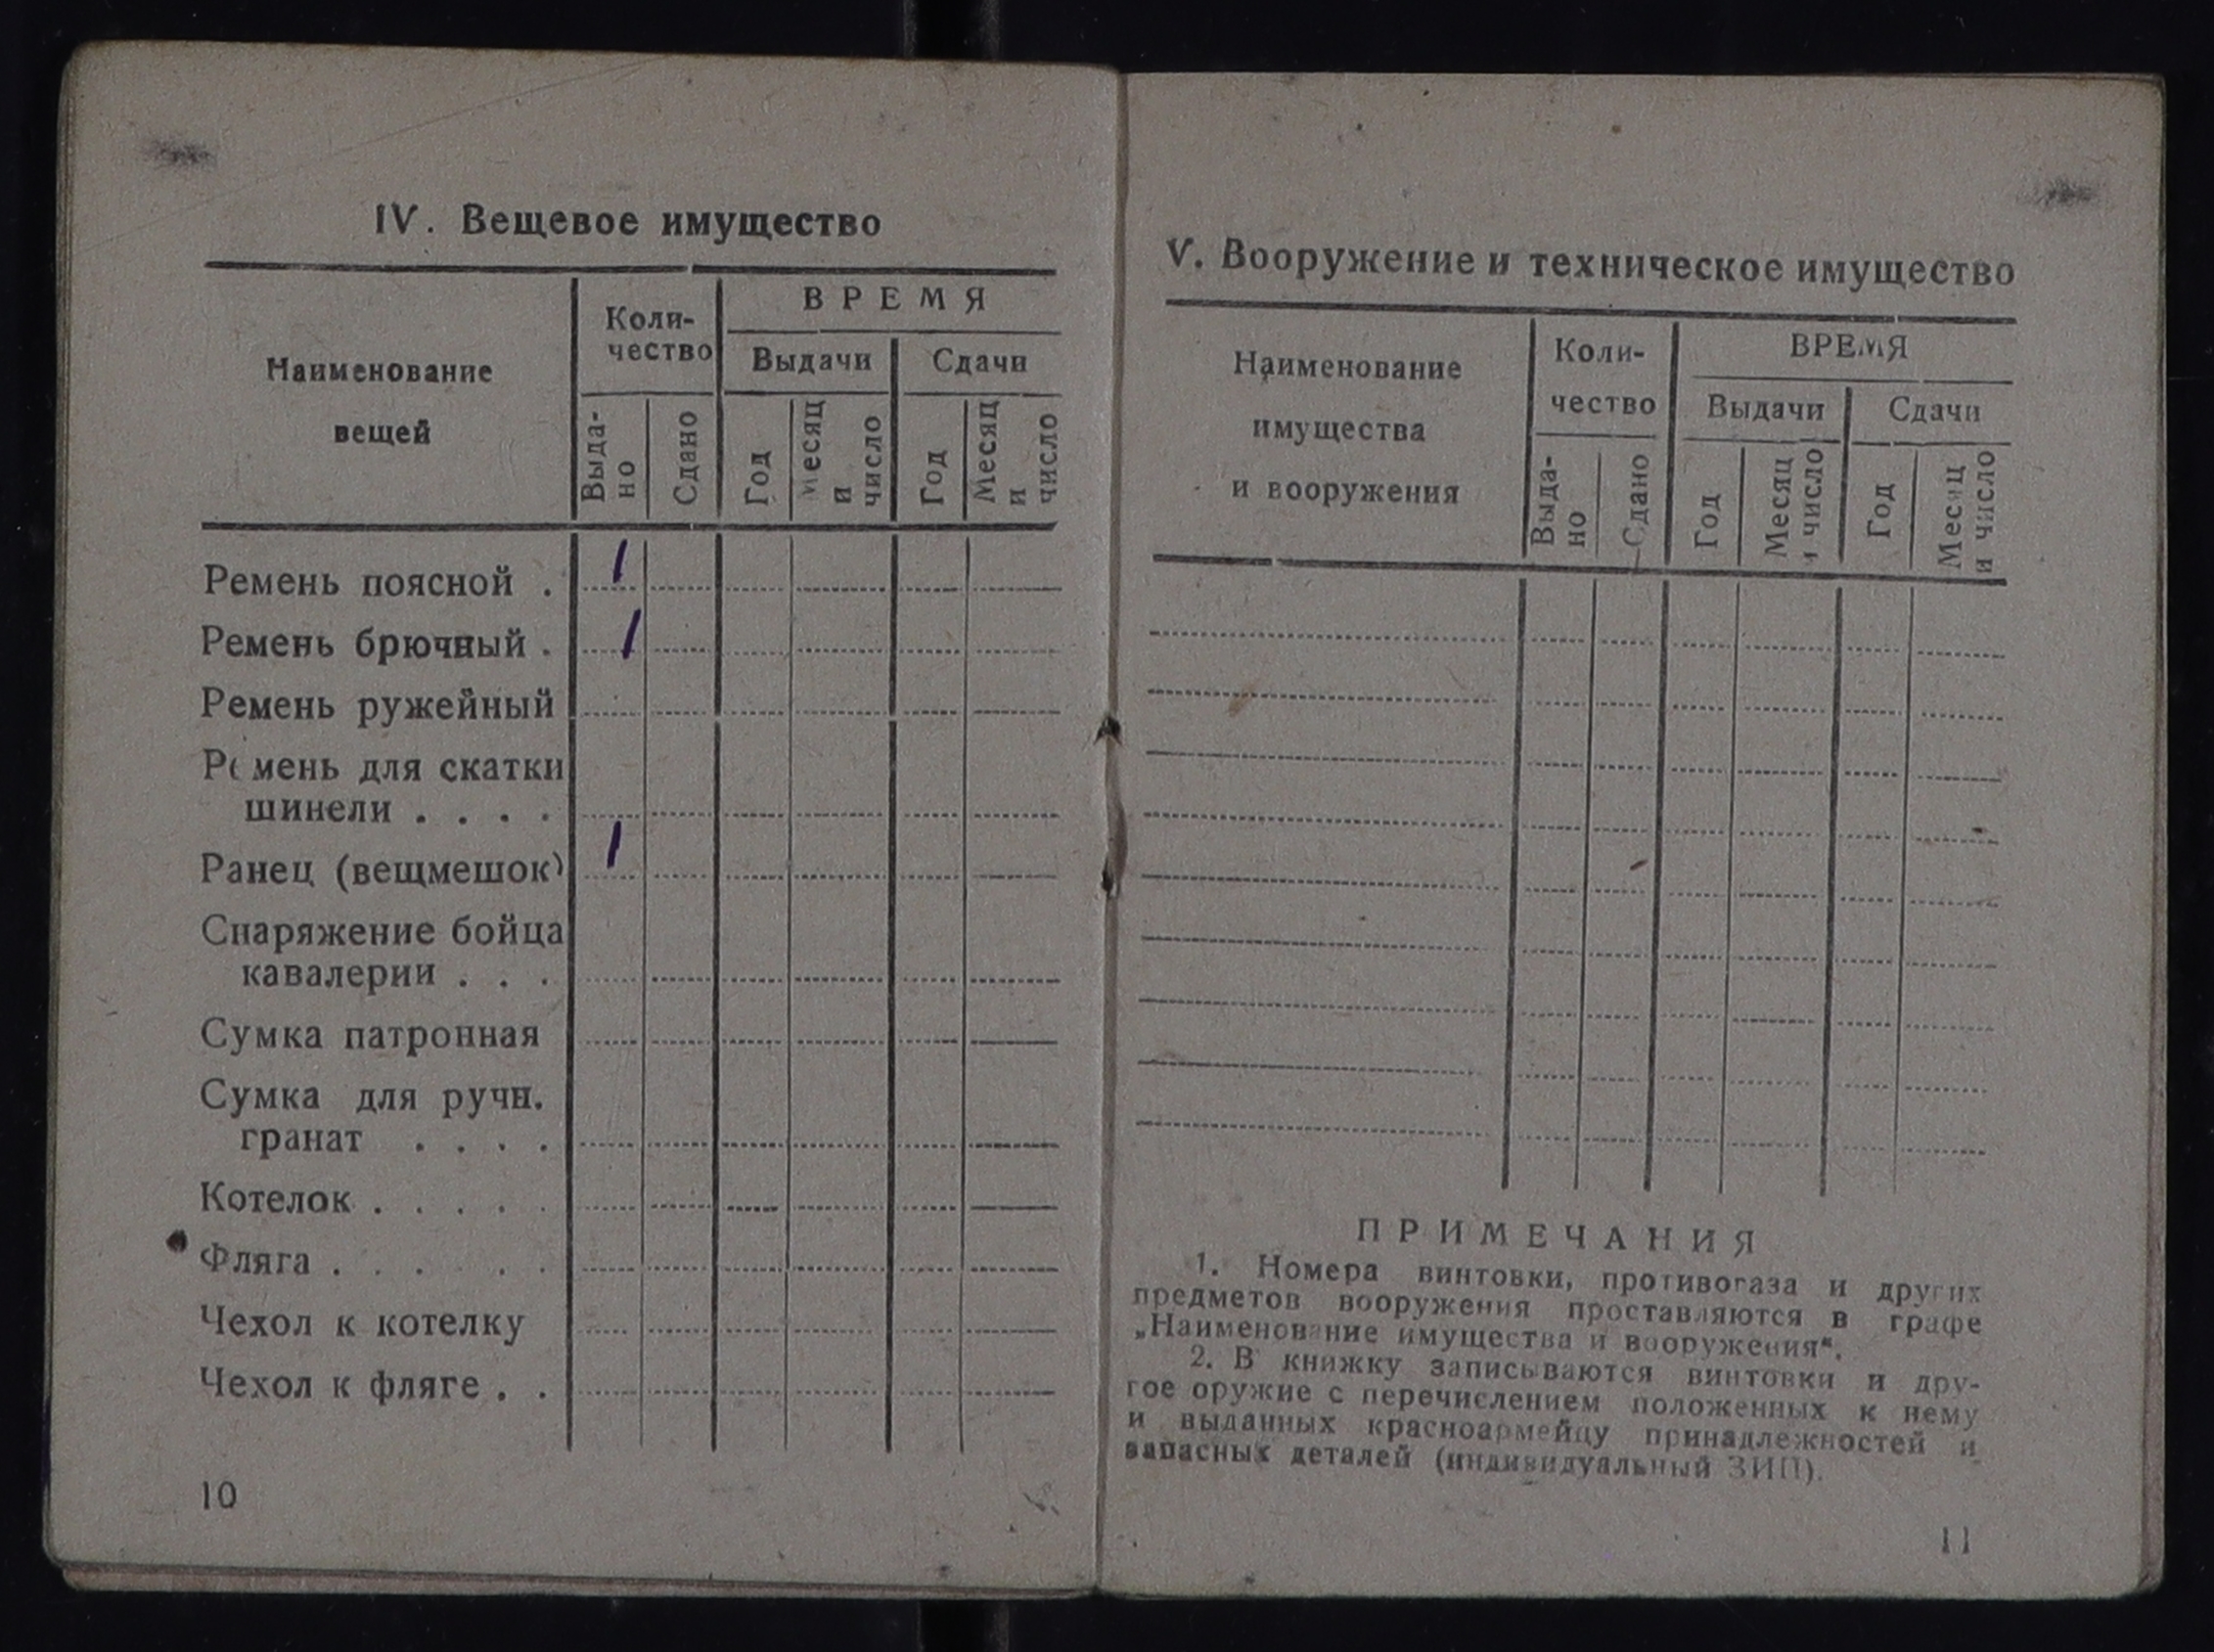 IV. Вещевое имущество
Наименование
вещей
Коли-
чество
ВРЕМЯ
Выдачи
Сдачи
Выда-
но
Сдано
Год
Месяц
и
число
Год
Месяц
и
число
Ремень поясной . 1
Ремень брючный . 1
Ремень ружейный
Ремень для скатки
шинели . . . .
Ранец (вещмешок) 1
Снаряжение бойца
кавалерии . . .
Сумка патронная
Сумка для ручн.
гранат . . . .
Котелок . . . . .
Фляга . . . . .
Чехол к котелку
Чехол к фляге . .
10
V. Вооружение и техническое имущество
Наименование
имущества
и вооружения
Коли-
чество
ВРЕМЯ
Выдачи
Сдачи
Выда-
но
Сдано
Год
Месяц
и число
Год
Месяц
и число
ПРИМЕЧАНИЯ
1. Номера винтовки, противогаза и других
предметов вооружения проставляются в графе
„Наименование имущества и вооружения“.
2. В книжку записываются винтовки и дру-
гое оружие с перечислением положенных к нему
и выданных красноармейцу принадлежностей и
запасных деталей (индивидуальный ЗИП).
11